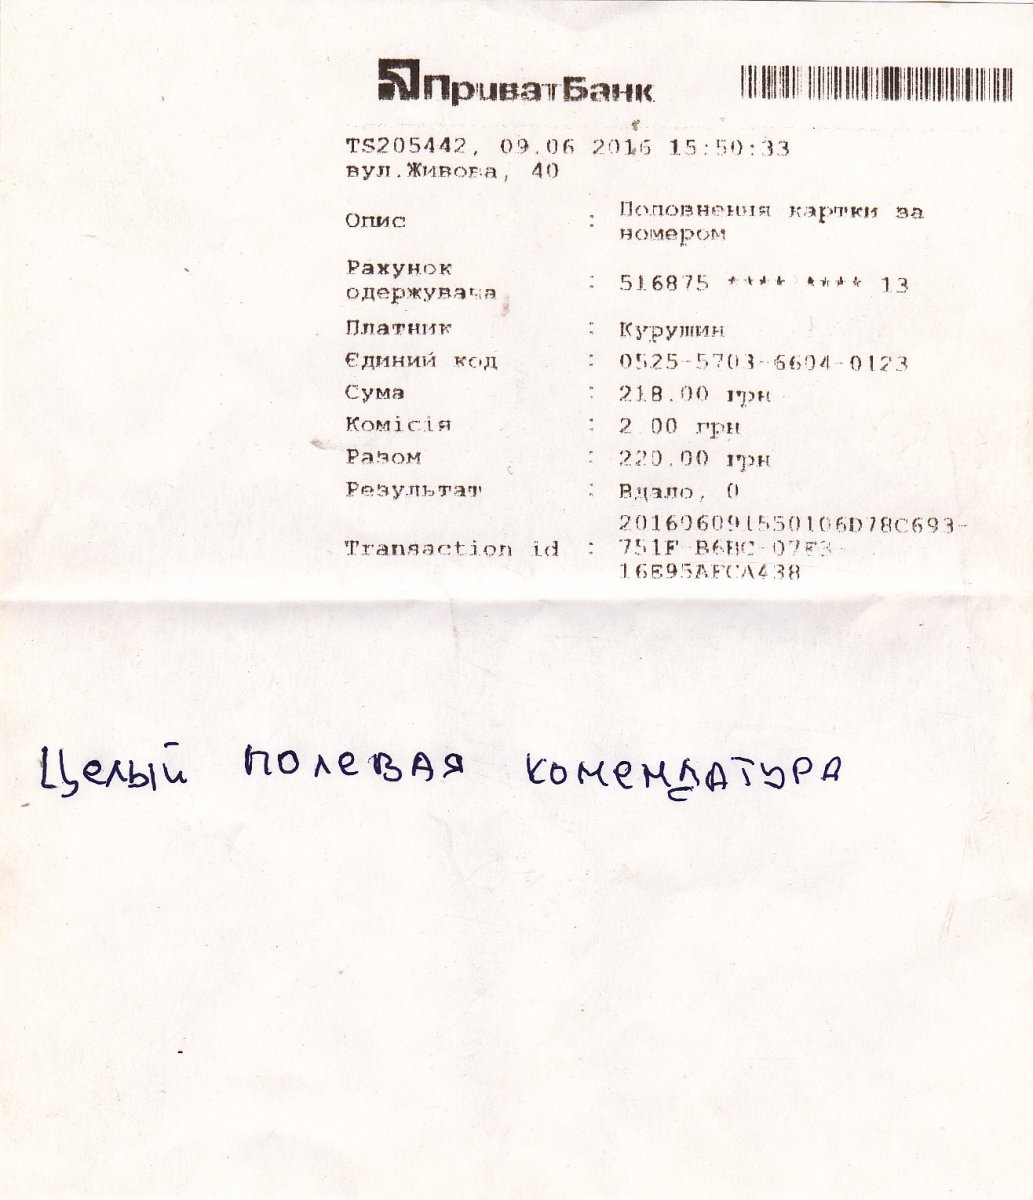 ПриватБанк
TS205442, 09.06 2016 15:50:33
вул.Живова, 40
Опис : Поповнення картки за номером
Рахунок одержувача : 516875 **** **** 13
Платник : Курушин
Єдиний код : 0525-5703-6604-0123
Сума : 218.00 грн
Комісія : 2.00 грн
Разом : 220.00 грн
Результат : Вдало, 0
Transaction id : 201606091550106D78C693-
751F-B6BC-07E3-
16E95AFCA438
Целый полевая комендатура